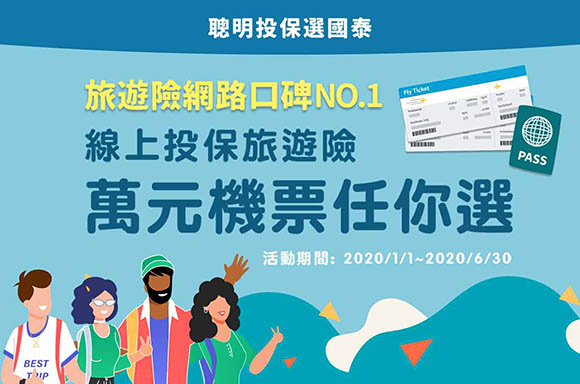 聰明投保選國泰
旅遊險網路口碑NO.1
線上投保旅遊險
萬元機票任你選
活動期間: 2020/1/1~2020/6/30
Fly Ticket
PASS
BEST
TRIP